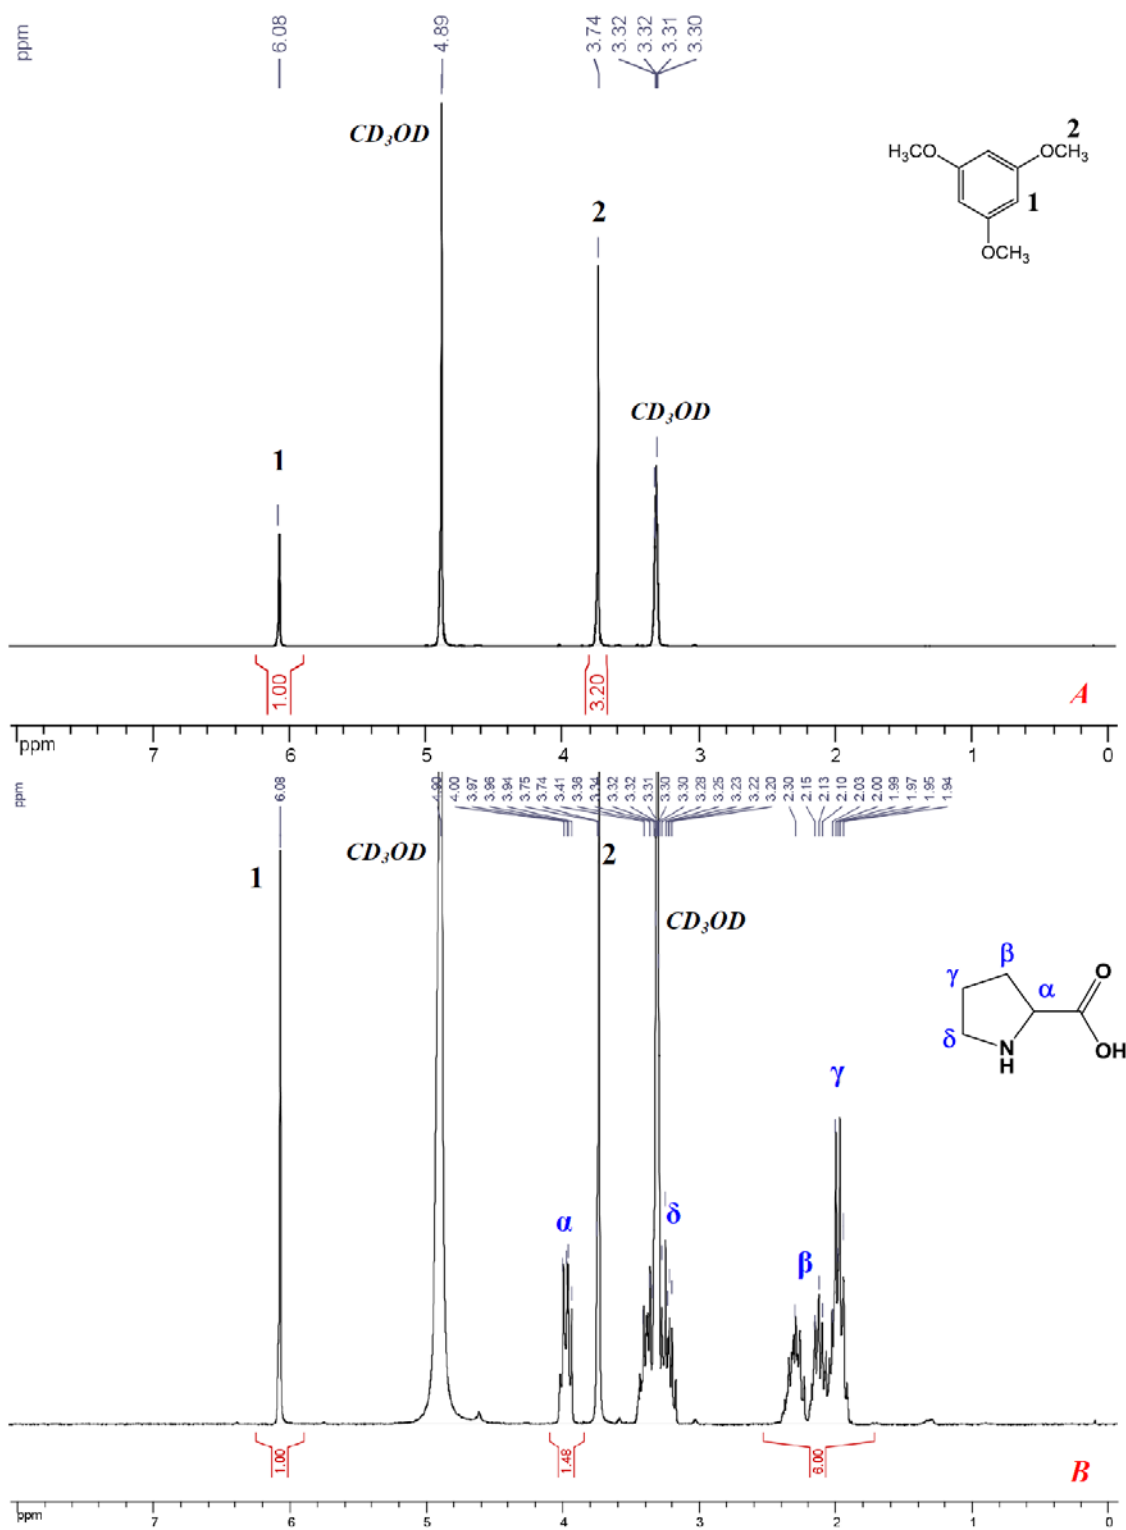 ppm
6.08
4.89
3.74
3.32
3.32
3.31
3.30
CD₃OD
2
1
CD₃OD
2
H₃CO
OCH₃
1
OCH₃
1.00
3.20
A
ppm 7 6 5 4 3 2 1 0
ppm
6.08
4.90
4.00
3.97
3.96
3.94
3.75
3.74
3.41
3.38
3.34
3.32
3.32
3.31
3.30
3.30
3.28
3.25
3.23
3.22
3.20
2.30
2.15
2.13
2.10
2.03
2.00
1.99
1.97
1.95
1.94
1
CD₃OD
2
CD₃OD
α
δ
β
γ
β
γ
α
O
δ
N
H
OH
1.00
1.48
6.00
B
ppm 7 6 5 4 3 2 1 0